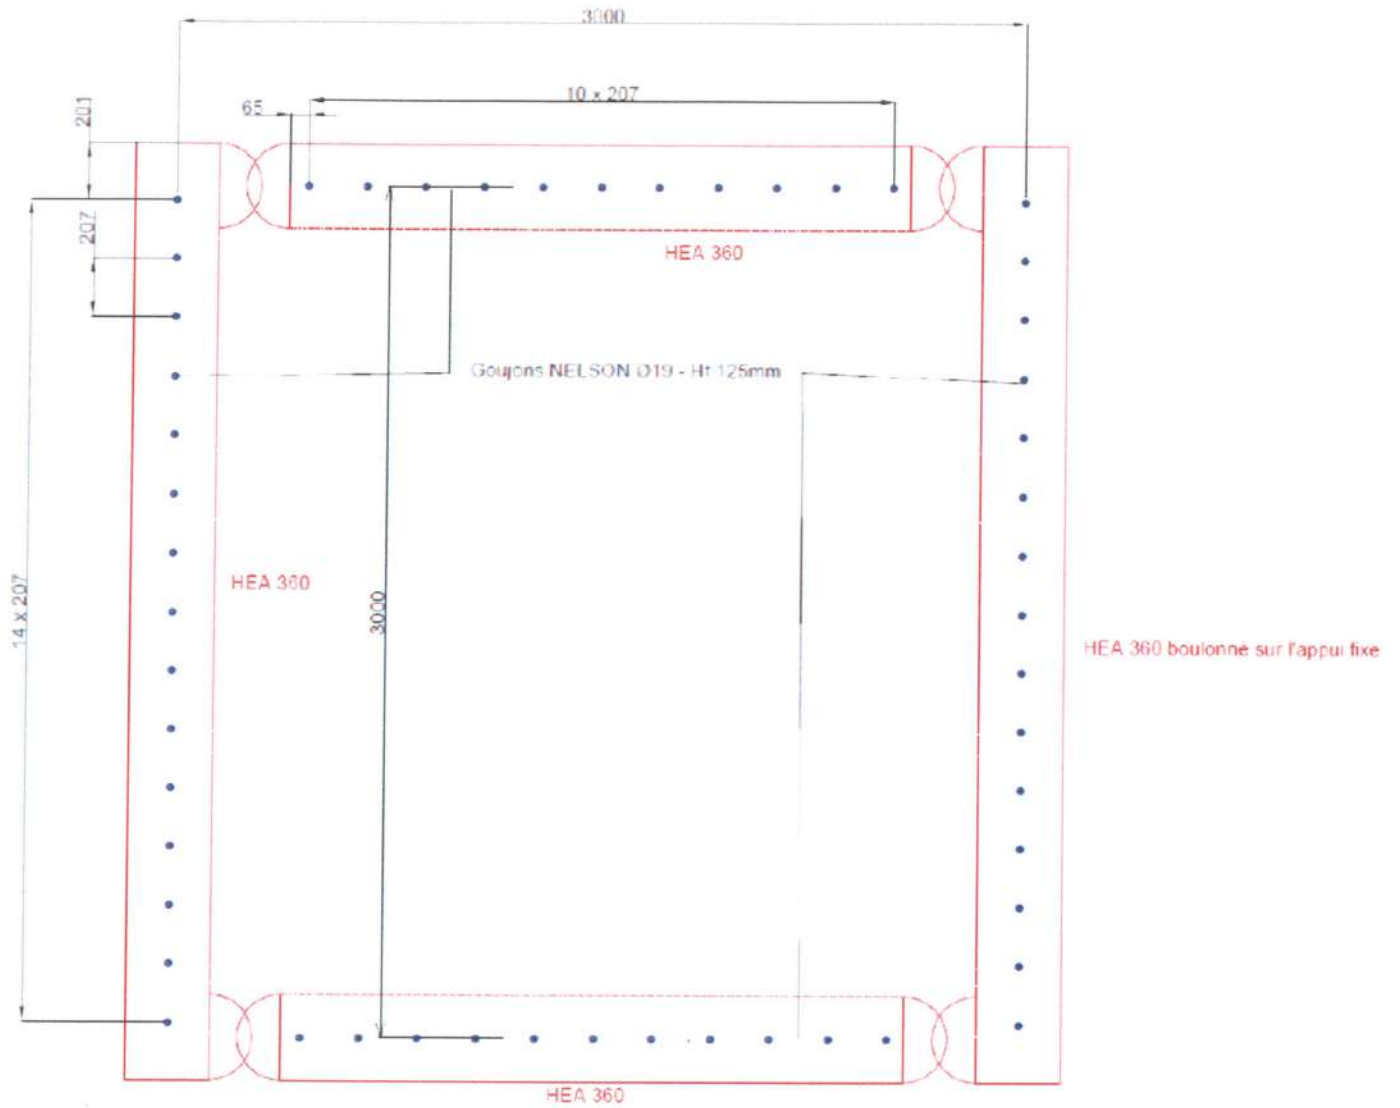 3000
10 x 207
65
201
207
HEA 360
Goujons NELSON Ø19 - Ht 125mm
HEA 360
14 x 207
3000
HEA 360 boulonné sur l'appui fixe
HEA 360